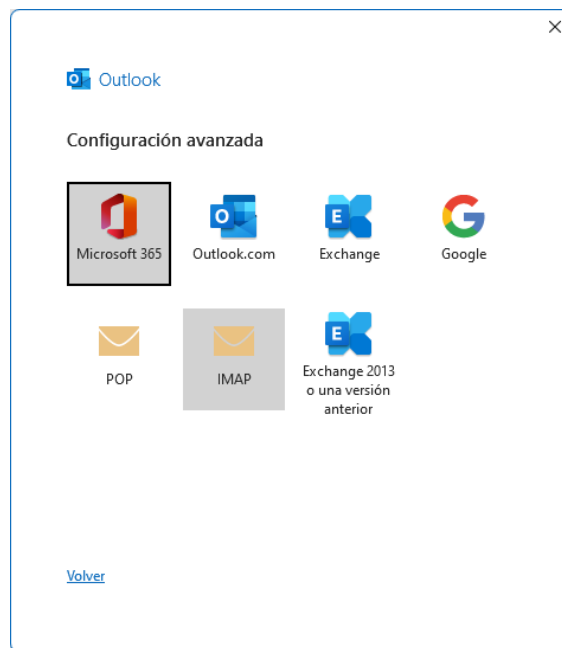 Outlook
Configuración avanzada
Microsoft 365
Outlook.com
Exchange
Google
POP
IMAP
Exchange 2013
o una versión
anterior
Volver